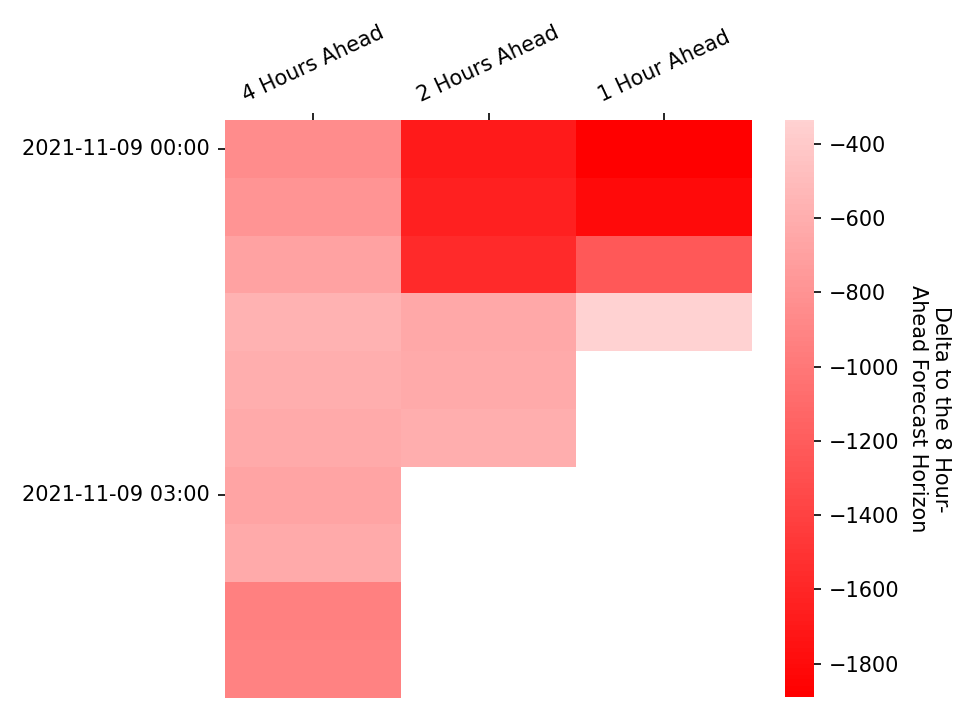 4 Hours Ahead
2 Hours Ahead
1 Hour Ahead
2021-11-09 00:00
2021-11-09 03:00
−400
−600
−800
−1000
−1200
−1400
−1600
−1800
Delta to the 8 Hour-
Ahead Forecast Horizon